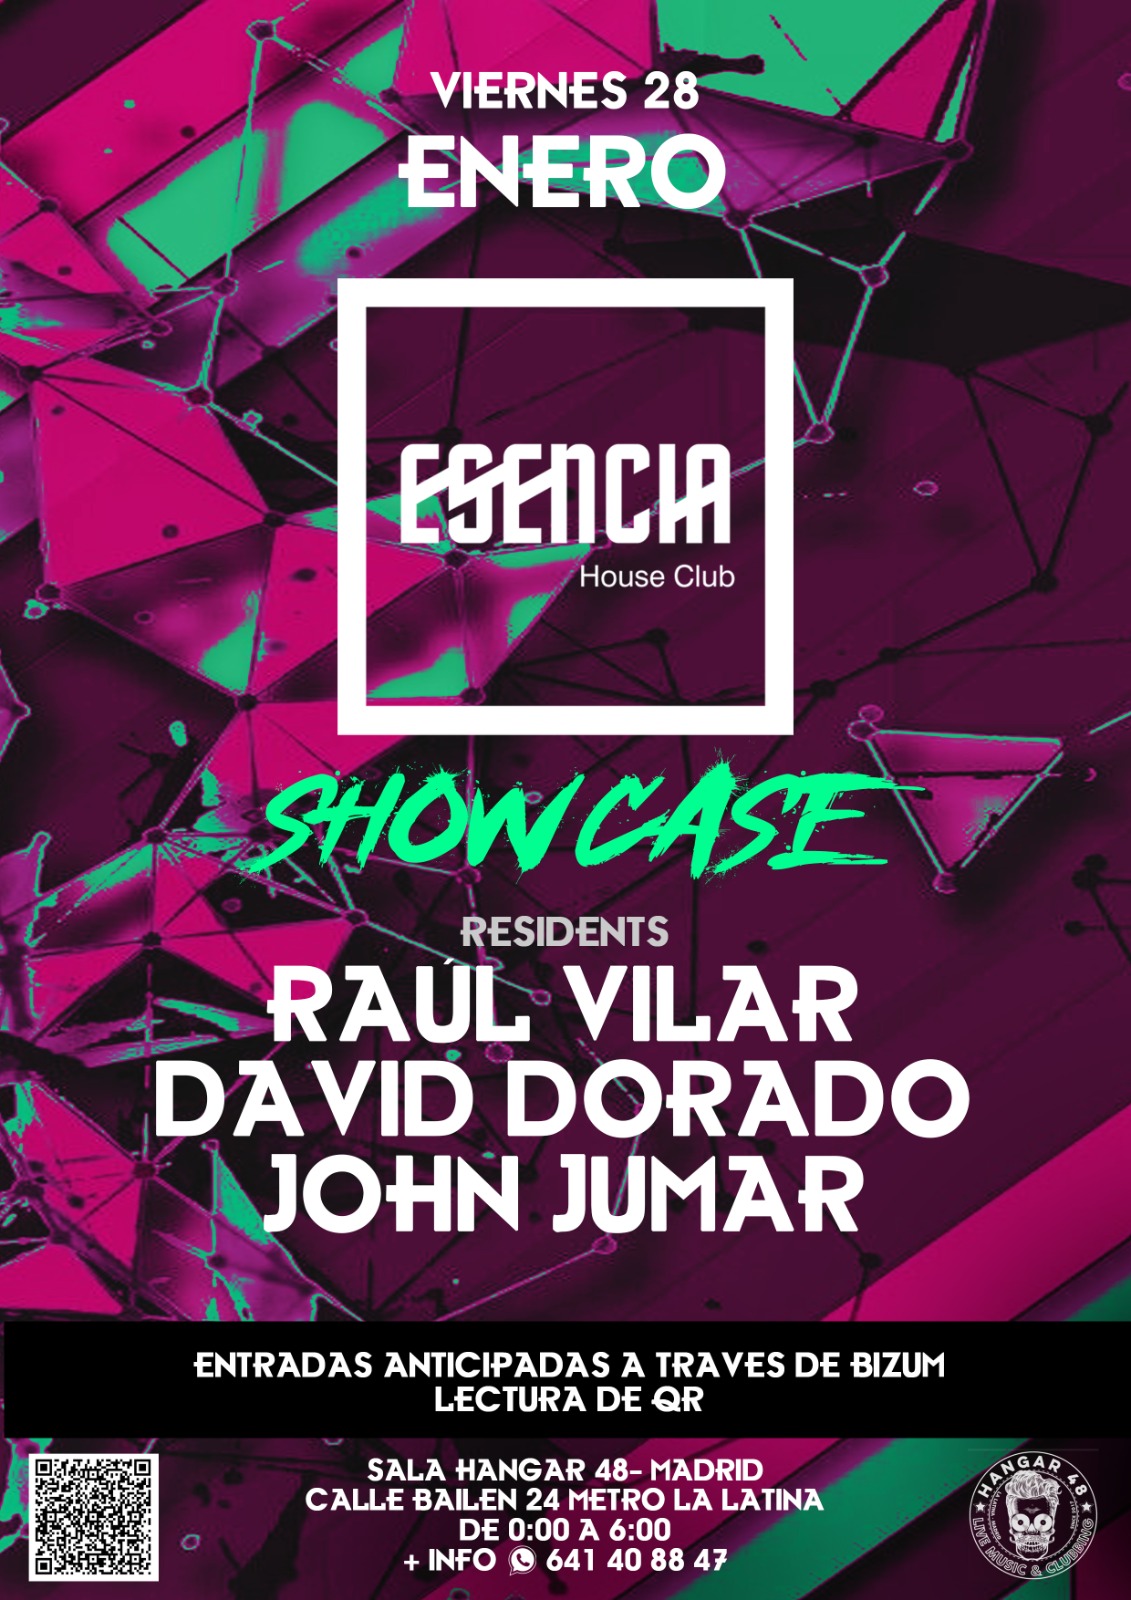 VIERNES 28
ENERO
ESENCIA
House Club
SHOWCASE
RESIDENTS
RAÚL VILAR
DAVID DORADO
JOHN JUMAR
ENTRADAS ANTICIPADAS A TRAVES DE BIZUM
LECTURA DE QR
SALA HANGAR 48- MADRID
CALLE BAILEN 24 METRO LA LATINA
DE 0:00 A 6:00
+ INFO 641 40 88 47
HANGAR 48
LIVE MUSIC & CLUBBING